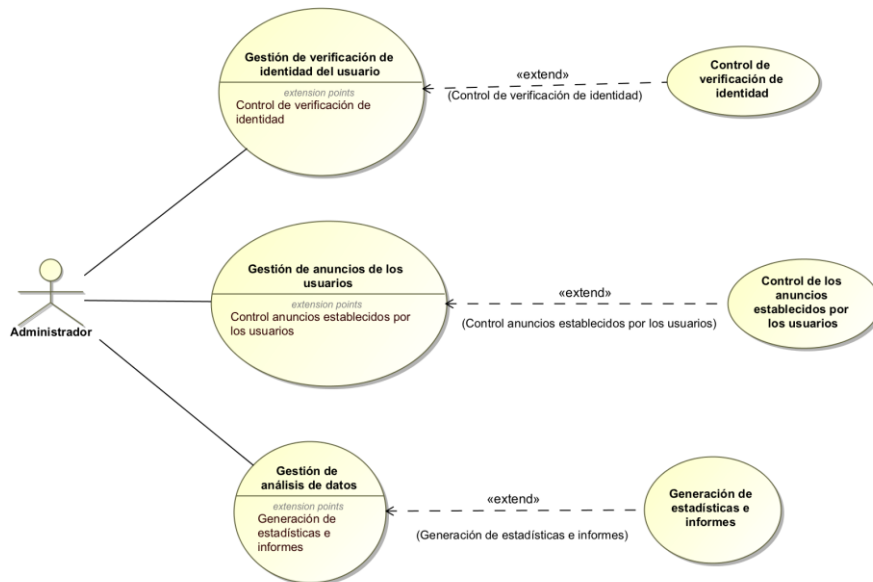 Gestión de verificación de
identidad del usuario
extension points
Control de verificación de
identidad
«extend»
(Control de verificación de identidad)
Control de
verificación de
identidad
Administrador
Gestión de anuncios de los
usuarios
extension points
Control anuncios establecidos por
los usuarios
«extend»
(Control anuncios establecidos por los usuarios)
Control de los
anuncios
establecidos por
los usuarios
Gestión de
análisis de datos
extension points
Generación de
estadísticas e
informes
«extend»
(Generación de estadísticas e informes)
Generación de
estadísticas e
informes